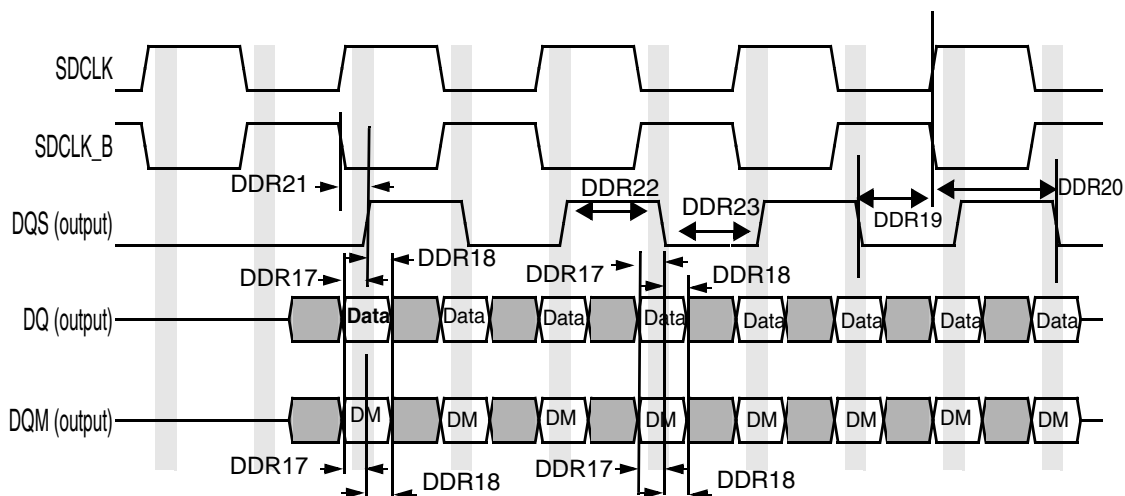 SDCLK
SDCLK_B
DDR21
DDR22
DDR23
DDR19
DDR20
DQS (output)
DDR17
DDR18
DDR17
DDR18
DQ (output)
Data
Data
Data
Data
Data
Data
Data
Data
DQM (output)
DM
DM
DM
DM
DM
DM
DM
DM
DDR17
DDR18
DDR17
DDR18